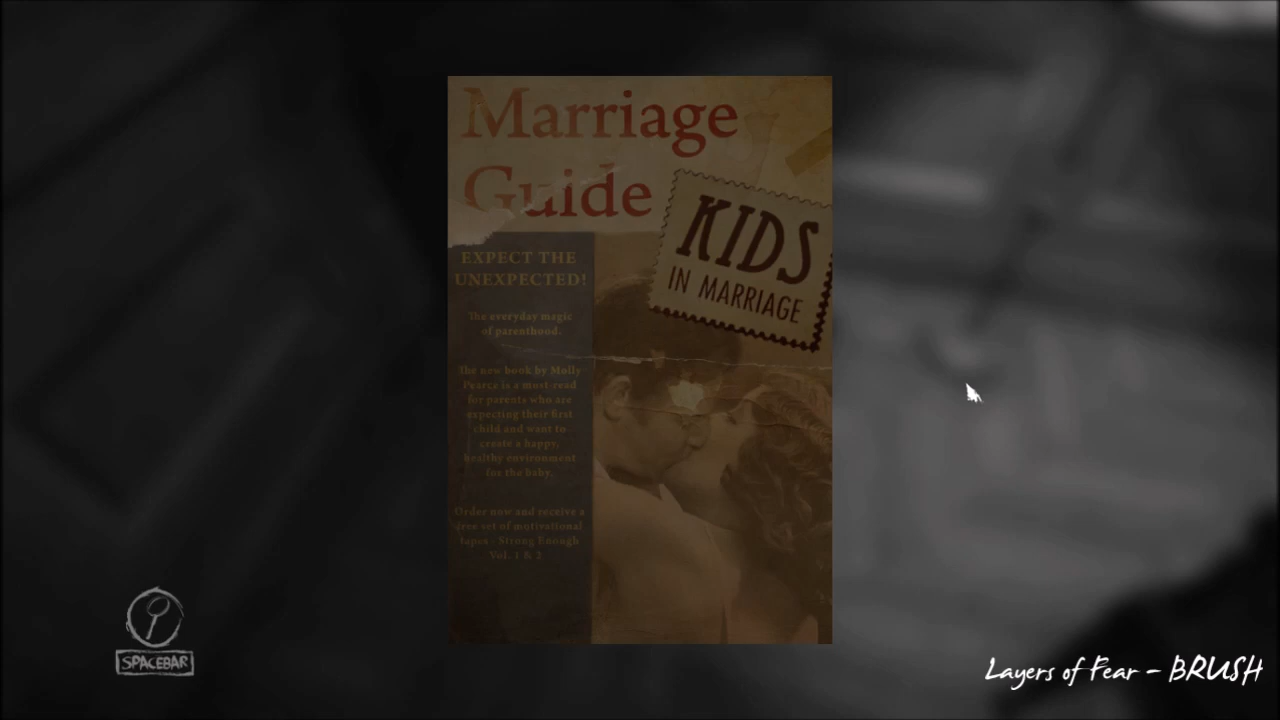 Marriage
Guide
KIDS
IN MARRIAGE
EXPECT THE
UNEXPECTED!
The everyday magic
of parenthood.
The new book by Molly
Pearce is a must-read
for parents who are
expecting their first
child and want to
create a happy,
healthy environment
for the baby.
Order now and receive a
free set of motivational
tapes - Strong Enough
Vol. 1 & 2
SPACEBAR
Layers of Fear - BRUSH